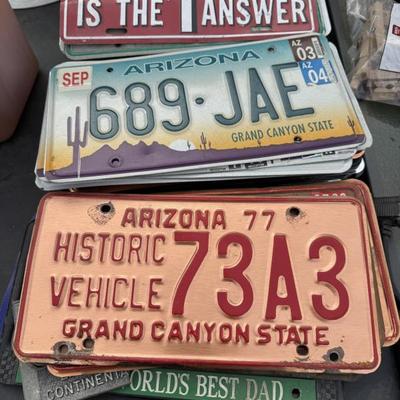 IS THE ANSWER
ARIZONA
SEP
AZ 03
AZ 04
689·JAE
GRAND CANYON STATE
ARIZONA 77
HISTORIC
VEHICLE
73A3
GRAND CANYON STATE
CONTINENTAL
ORLD'S BEST DAD